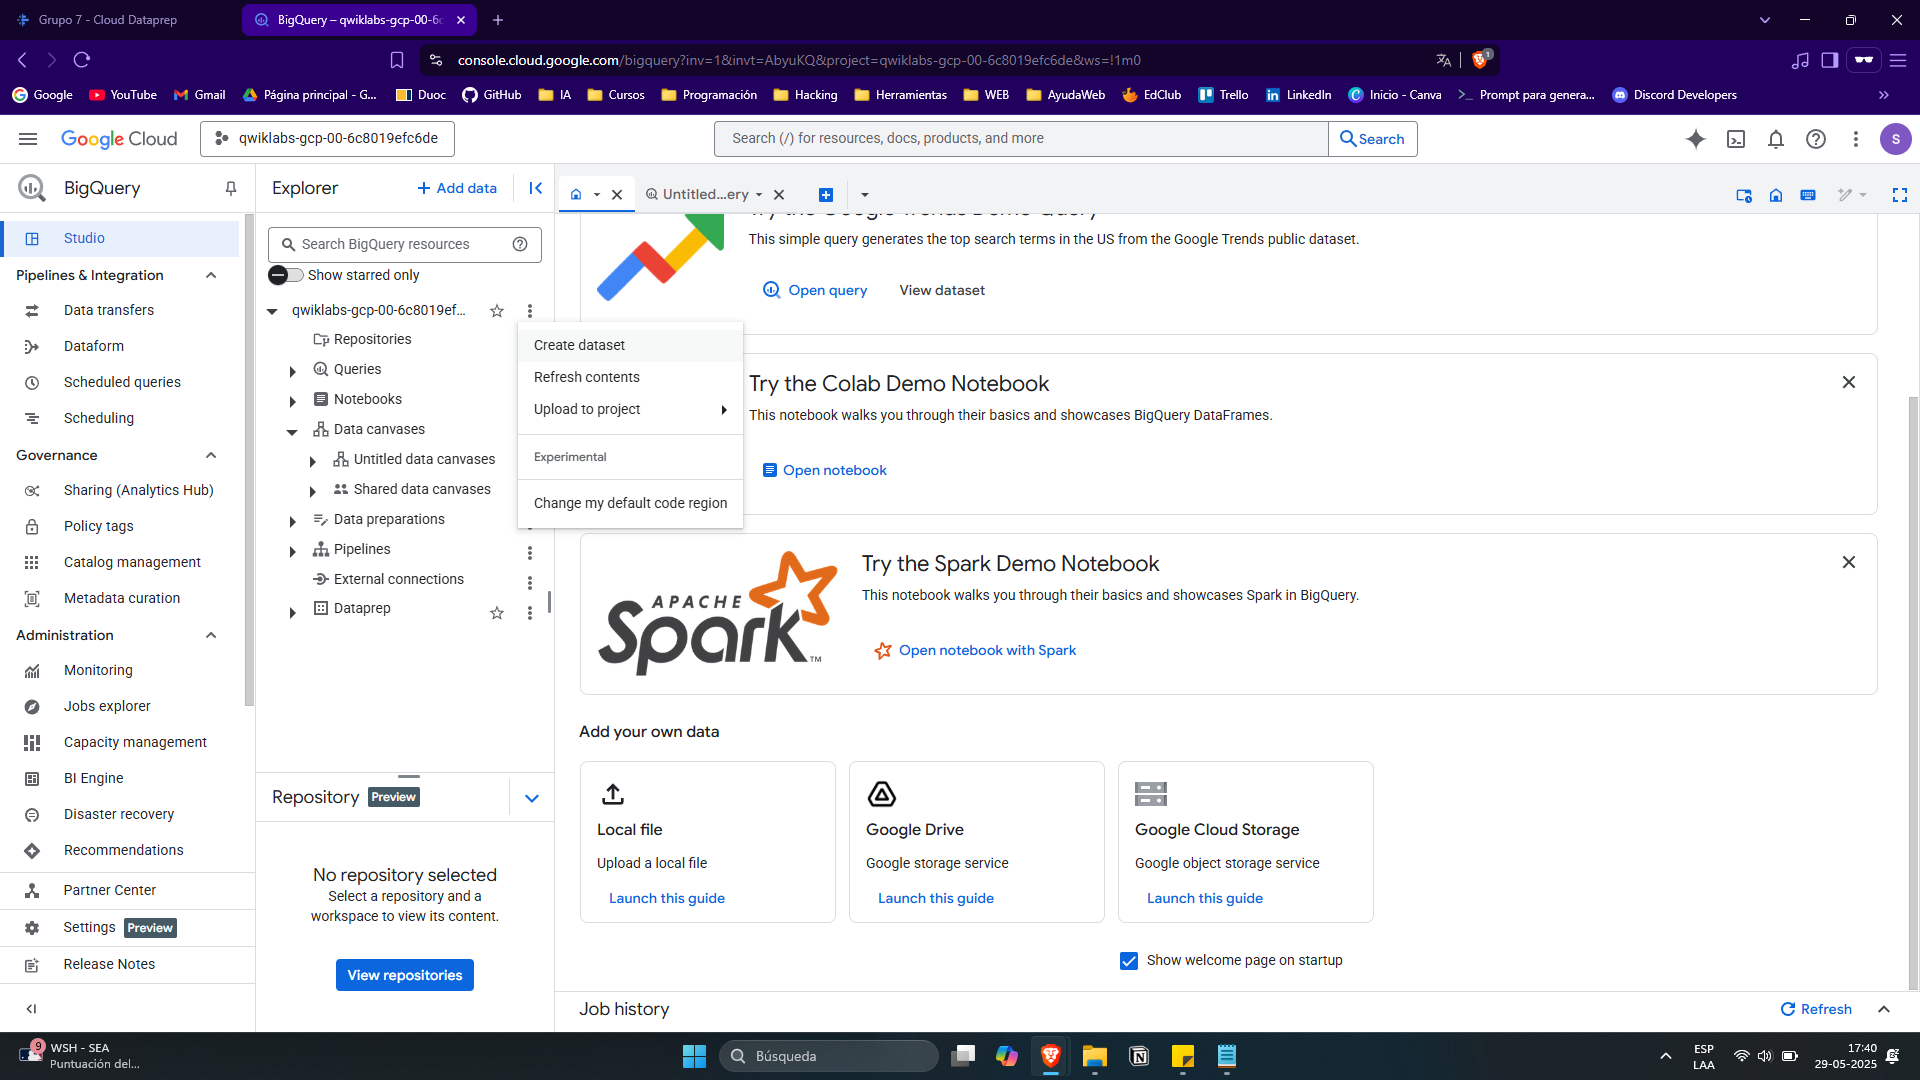 Grupo 7 - Cloud Dataprep
BigQuery – qwiklabs-gcp-00-6c
console.cloud.google.com/bigquery?inv=1&invt=AbyuKQ&project=qwiklabs-gcp-00-6c8019efc6de&ws=!1m0
1
Google
YouTube
Gmail
Página principal - G...
Duoc
GitHub
IA
Cursos
Programación
Hacking
Herramientas
WEB
AyudaWeb
EdClub
Trello
LinkedIn
Inicio - Canva
Prompt para genera...
Discord Developers
Google Cloud
qwiklabs-gcp-00-6c8019efc6de
Search (/) for resources, docs, products, and more
Search
S
BigQuery
Studio
Pipelines & Integration
Data transfers
Dataform
Scheduled queries
Scheduling
Governance
Sharing (Analytics Hub)
Policy tags
Catalog management
Metadata curation
Administration
Monitoring
Jobs explorer
Capacity management
BI Engine
Disaster recovery
Recommendations
Partner Center
Settings Preview
Release Notes
Explorer
Add data
Search BigQuery resources
Show starred only
qwiklabs-gcp-00-6c8019ef...
Repositories
Queries
Notebooks
Data canvases
Untitled data canvases
Shared data canvases
Data preparations
Pipelines
External connections
Dataprep
Create dataset
Refresh contents
Upload to project
Experimental
Change my default code region
Repository Preview
No repository selected
Select a repository and a
workspace to view its content.
View repositories
Untitled...ery
Try the Google Trends Demo Query
This simple query generates the top search terms in the US from the Google Trends public dataset.
Open query
View dataset
Try the Colab Demo Notebook
This notebook walks you through their basics and showcases BigQuery DataFrames.
Open notebook
APACHE
Spark™
Try the Spark Demo Notebook
This notebook walks you through their basics and showcases Spark in BigQuery.
Open notebook with Spark
Add your own data
Local file
Upload a local file
Launch this guide
Google Drive
Google storage service
Launch this guide
Google Cloud Storage
Google object storage service
Launch this guide
Show welcome page on startup
Job history
Refresh
9
WSH - SEA
Puntuación del...
Búsqueda
ESP
LAA
17:40
29-05-2025